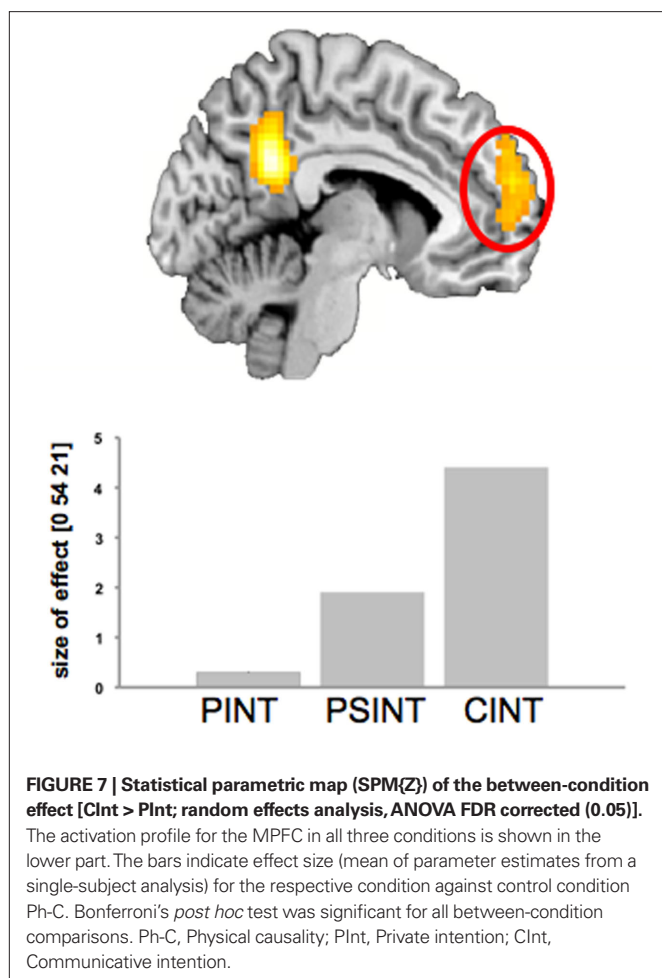 size of effect [0 54 21]
5
4
3
2
1
0
PINT PSINT CINT
FIGURE 7 | Statistical parametric map (SPM{Z}) of the between-condition
effect [CInt > PInt; random effects analysis, ANOVA FDR corrected (0.05)].
The activation profile for the MPFC in all three conditions is shown in the
lower part. The bars indicate effect size (mean of parameter estimates from a
single-subject analysis) for the respective condition against control condition
Ph-C. Bonferroni's post hoc test was significant for all between-condition
comparisons. Ph-C, Physical causality; PInt, Private intention; CInt,
Communicative intention.